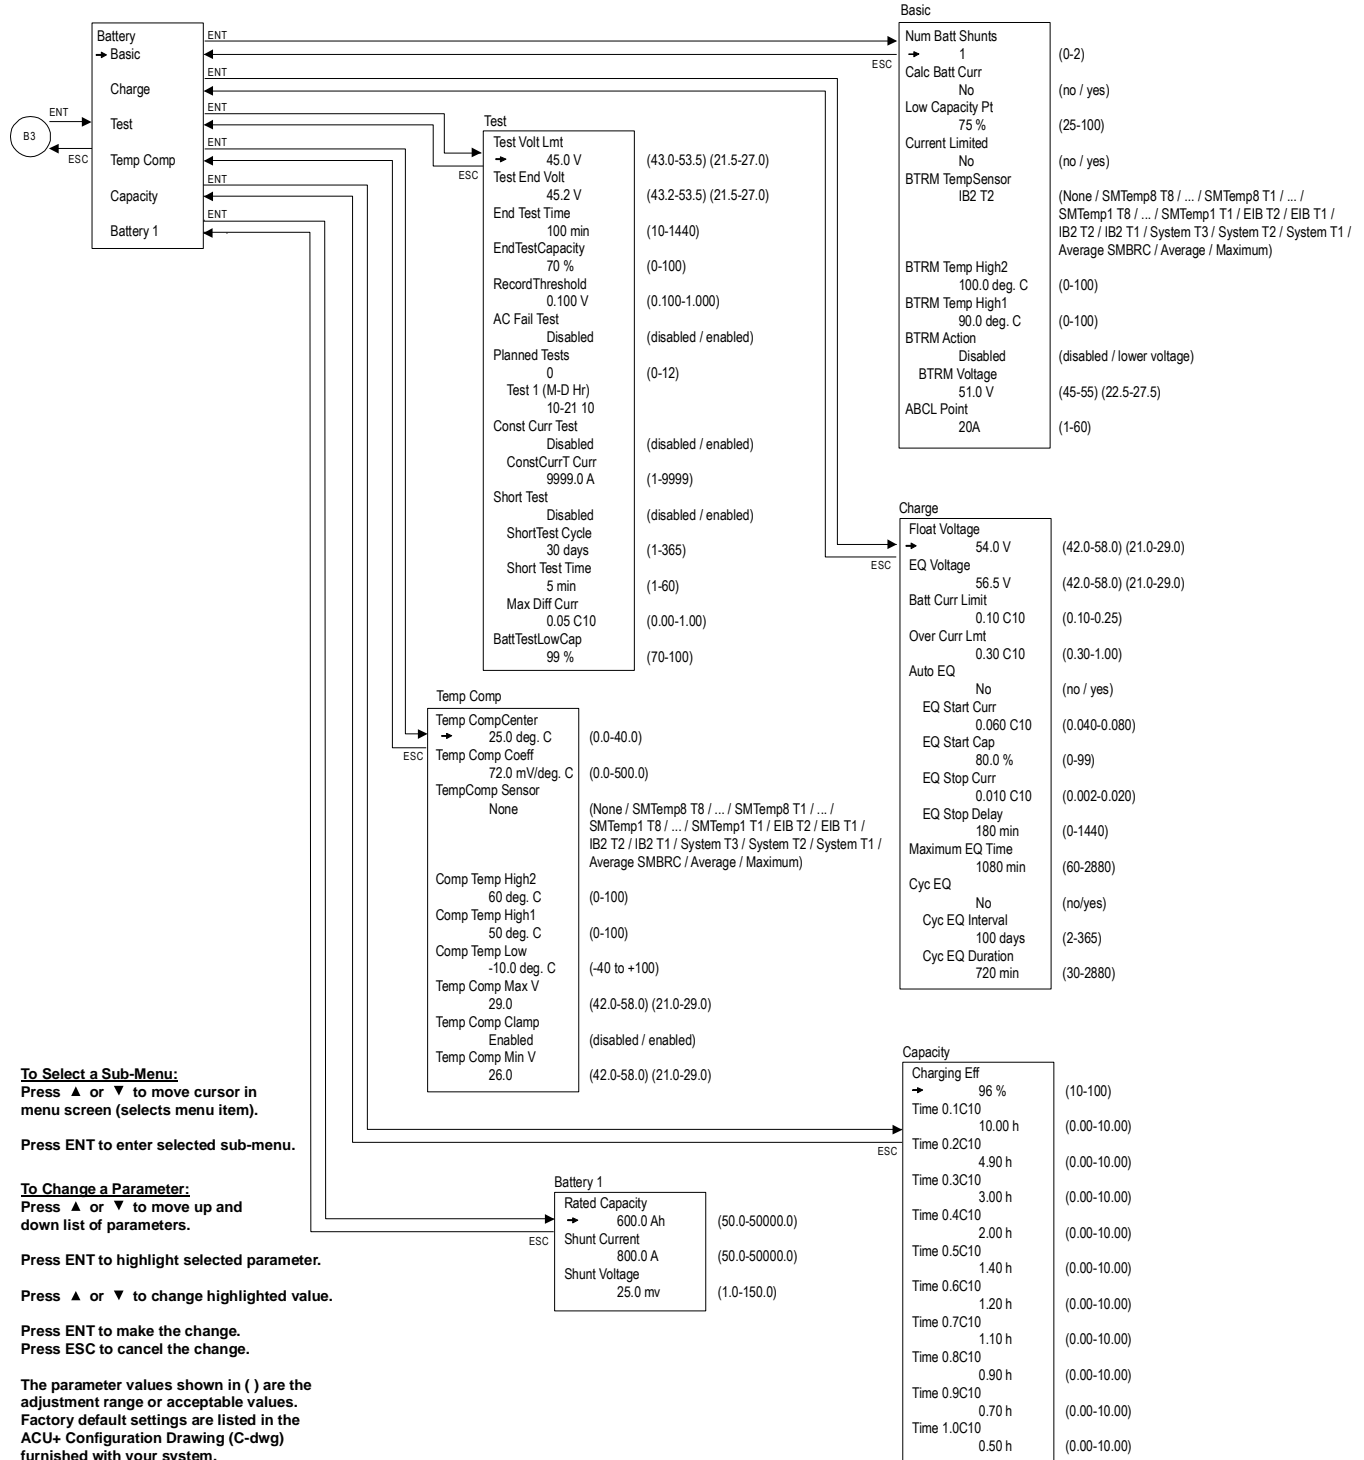 B3
ENT
ESC
Battery
Basic
Charge
Test
Temp Comp
Capacity
Battery 1
ENT
ENT
ENT
ENT
ENT
ENT
Basic
ESC
Num Batt Shunts
1 (0-2)
Calc Batt Curr
No (no / yes)
Low Capacity Pt
75 % (25-100)
Current Limited
No (no / yes)
BTRM TempSensor
IB2 T2 (None / SMTemp8 T8 / ... / SMTemp8 T1 / ... /
SMTemp1 T8 / ... / SMTemp1 T1 / EIB T2 / EIB T1 /
IB2 T2 / IB2 T1 / System T3 / System T2 / System T1 /
Average SMBRC / Average / Maximum)
BTRM Temp High2
100.0 deg. C (0-100)
BTRM Temp High1
90.0 deg. C (0-100)
BTRM Action
Disabled (disabled / lower voltage)
BTRM Voltage
51.0 V (45-55) (22.5-27.5)
ABCL Point
20A (1-60)
Test
ESC
Test Volt Lmt
45.0 V (43.0-53.5) (21.5-27.0)
Test End Volt
45.2 V (43.2-53.5) (21.5-27.0)
End Test Time
100 min (10-1440)
EndTestCapacity
70 % (0-100)
RecordThreshold
0.100 V (0.100-1.000)
AC Fail Test
Disabled (disabled / enabled)
Planned Tests
0 (0-12)
Test 1 (M-D Hr)
10-21 10
Const Curr Test
Disabled (disabled / enabled)
ConstCurrT Curr
9999.0 A (1-9999)
Short Test
Disabled (disabled / enabled)
ShortTest Cycle
30 days (1-365)
Short Test Time
5 min (1-60)
Max Diff Curr
0.05 C10 (0.00-1.00)
BattTestLowCap
99 % (70-100)
Charge
ESC
Float Voltage
54.0 V (42.0-58.0) (21.0-29.0)
EQ Voltage
56.5 V (42.0-58.0) (21.0-29.0)
Batt Curr Limit
0.10 C10 (0.10-0.25)
Over Curr Lmt
0.30 C10 (0.30-1.00)
Auto EQ
No (no / yes)
EQ Start Curr
0.060 C10 (0.040-0.080)
EQ Start Cap
80.0 % (0-99)
EQ Stop Curr
0.010 C10 (0.002-0.020)
EQ Stop Delay
180 min (0-1440)
Maximum EQ Time
1080 min (60-2880)
Cyc EQ
No (no/yes)
Cyc EQ Interval
100 days (2-365)
Cyc EQ Duration
720 min (30-2880)
Temp Comp
ESC
Temp CompCenter
25.0 deg. C (0.0-40.0)
Temp Comp Coeff
72.0 mV/deg. C (0.0-500.0)
TempComp Sensor
None (None / SMTemp8 T8 / ... / SMTemp8 T1 / ... /
SMTemp1 T8 / ... / SMTemp1 T1 / EIB T2 / EIB T1 /
IB2 T2 / IB2 T1 / System T3 / System T2 / System T1 /
Average SMBRC / Average / Maximum)
Comp Temp High2
60 deg. C (0-100)
Comp Temp High1
50 deg. C (0-100)
Comp Temp Low
-10.0 deg. C (-40 to +100)
Temp Comp Max V
29.0 (42.0-58.0) (21.0-29.0)
Temp Comp Clamp
Enabled (disabled / enabled)
Temp Comp Min V
26.0 (42.0-58.0) (21.0-29.0)
Capacity
ESC
Charging Eff
96 % (10-100)
Time 0.1C10
10.00 h (0.00-10.00)
Time 0.2C10
4.90 h (0.00-10.00)
Time 0.3C10
3.00 h (0.00-10.00)
Time 0.4C10
2.00 h (0.00-10.00)
Time 0.5C10
1.40 h (0.00-10.00)
Time 0.6C10
1.20 h (0.00-10.00)
Time 0.7C10
1.10 h (0.00-10.00)
Time 0.8C10
0.90 h (0.00-10.00)
Time 0.9C10
0.70 h (0.00-10.00)
Time 1.0C10
0.50 h (0.00-10.00)
Battery 1
ESC
Rated Capacity
600.0 Ah (50.0-50000.0)
Shunt Current
800.0 A (50.0-50000.0)
Shunt Voltage
25.0 mv (1.0-150.0)
To Select a Sub-Menu:
Press ▲ or ▼ to move cursor in
menu screen (selects menu item).
Press ENT to enter selected sub-menu.
To Change a Parameter:
Press ▲ or ▼ to move up and
down list of parameters.
Press ENT to highlight selected parameter.
Press ▲ or ▼ to change highlighted value.
Press ENT to make the change.
Press ESC to cancel the change.
The parameter values shown in ( ) are the
adjustment range or acceptable values.
Factory default settings are listed in the
ACU+ Configuration Drawing (C-dwg)
furnished with your system.